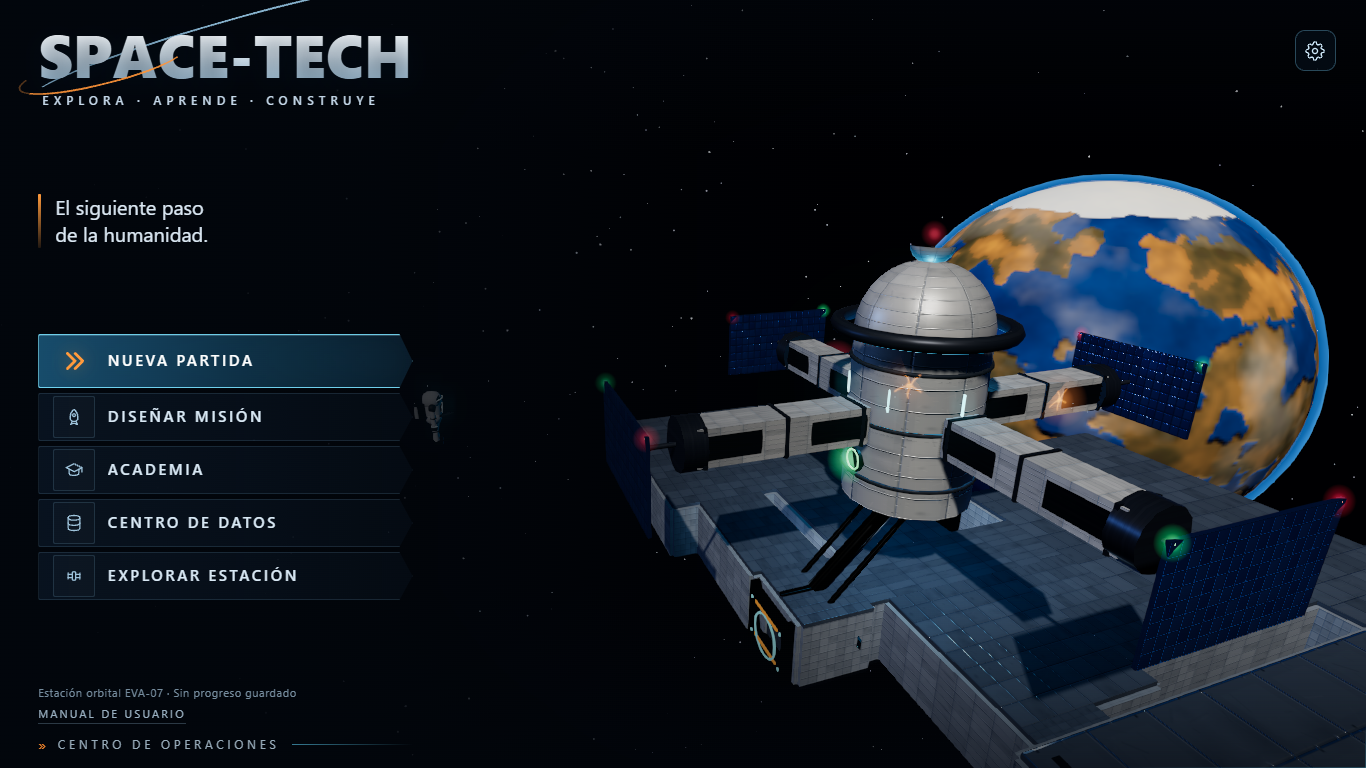 SPACE-TECH
EXPLORA · APRENDE · CONSTRUYE
El siguiente paso
de la humanidad.
NUEVA PARTIDA
DISEÑAR MISIÓN
ACADEMIA
CENTRO DE DATOS
EXPLORAR ESTACIÓN
Estación orbital EVA-07 · Sin progreso guardado
MANUAL DE USUARIO
» CENTRO DE OPERACIONES